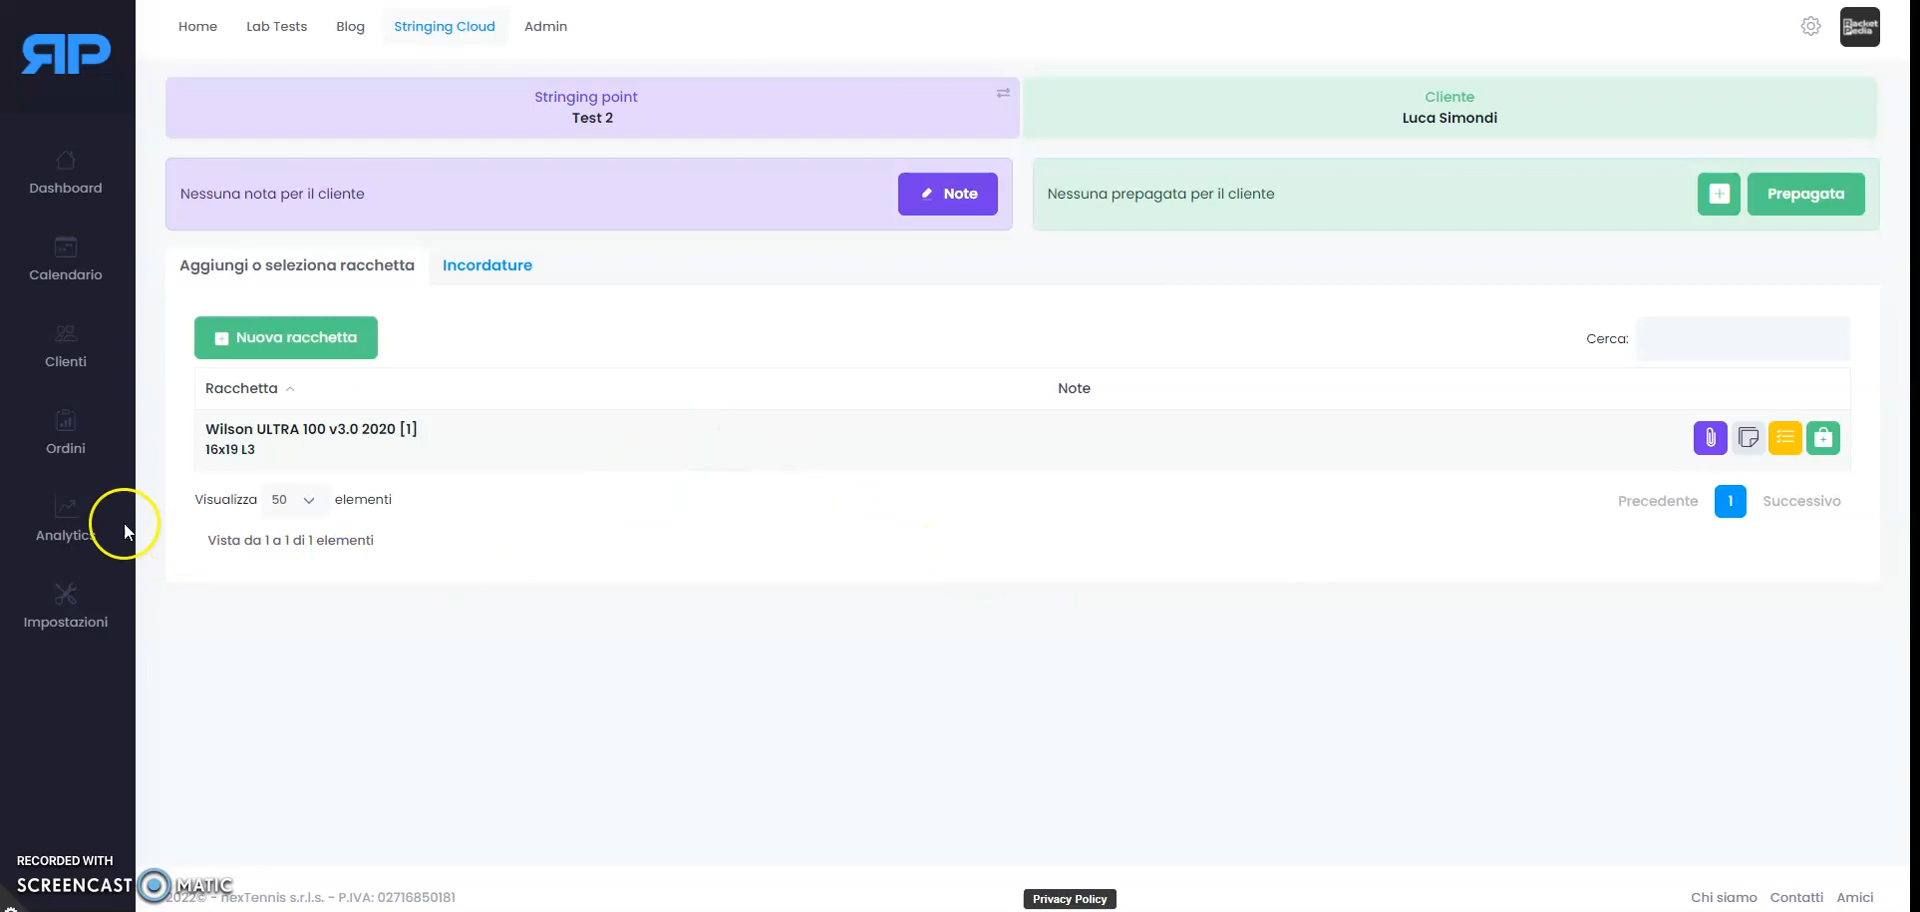 Home Lab Tests Blog Stringing Cloud Admin
Racket
Pedia
RP
Stringing point
Test 2
Cliente
Luca Simondi
Nessuna nota per il cliente
Note
Nessuna prepagata per il cliente
Prepagata
Dashboard
Calendario
Clienti
Ordini
Analytics
Impostazioni
Aggiungi o seleziona racchetta Incordature
Nuova racchetta
Cerca:
Racchetta Note
Wilson ULTRA 100 v3.0 2020 [1]
16x19 L3
Visualizza 50 elementi
Precedente 1 Successivo
Vista da 1 a 1 di 1 elementi
RECORDED WITH
SCREENCAST MATIC
2022© - nexTennis s.r.l.s. - P.IVA: 02716850181
Privacy Policy
Chi siamo Contatti Amici